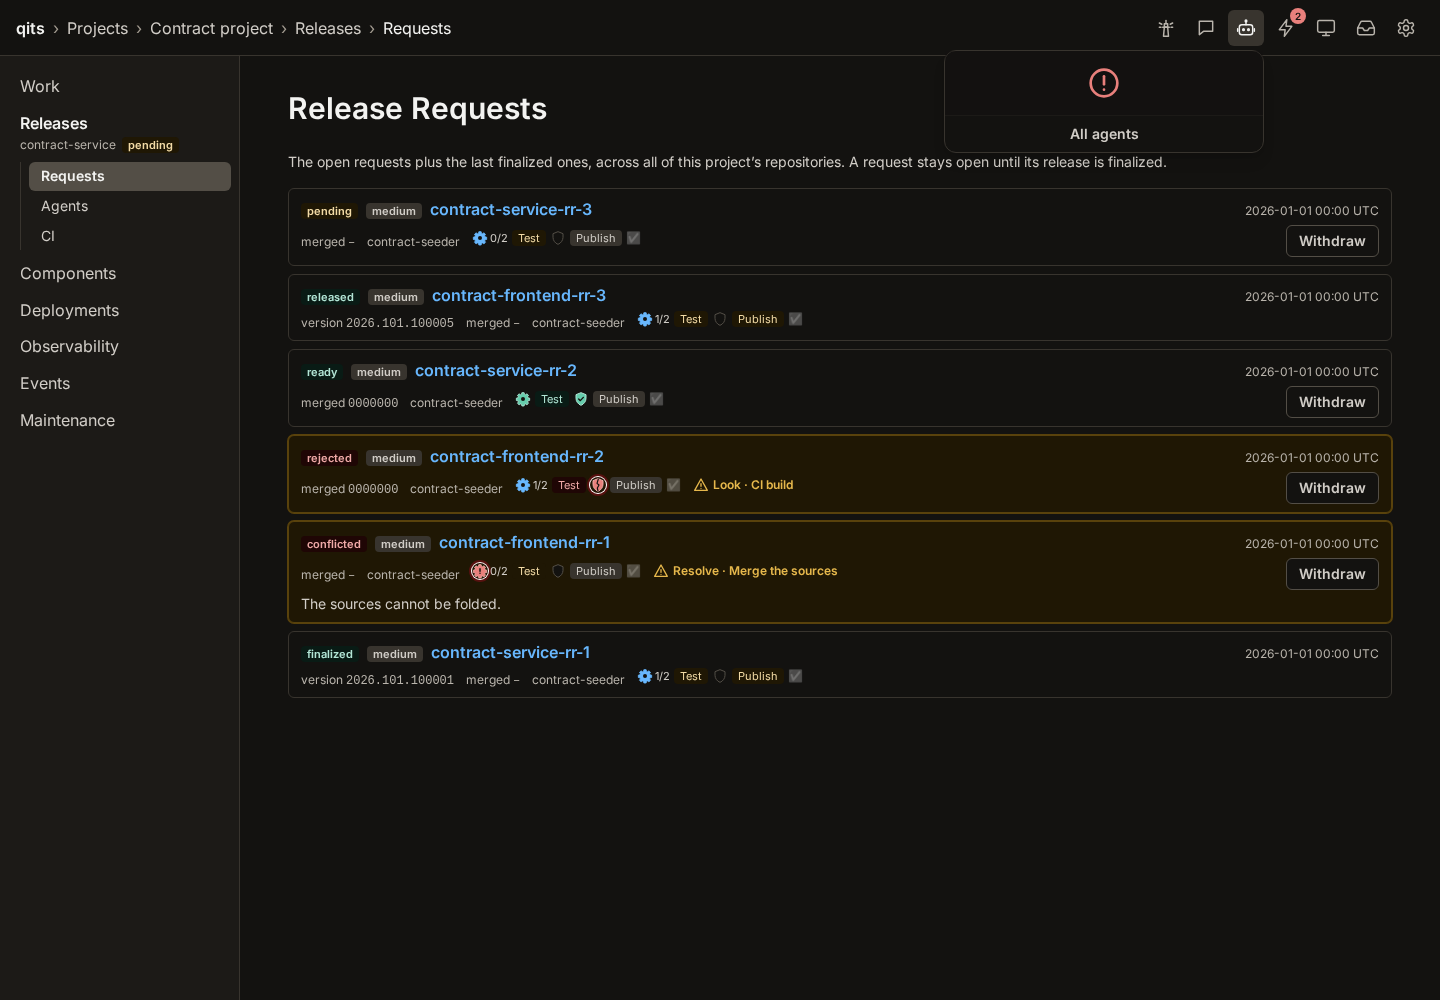 qits › Projects › Contract project › Releases › Requests
2
Work
Releases
contract-service pending
Requests
Agents
CI
Components
Deployments
Observability
Events
Maintenance
All agents
Release Requests
The open requests plus the last finalized ones, across all of this project’s repositories. A request stays open until its release is finalized.
pending medium contract-service-rr-3 2026-01-01 00:00 UTC
merged – contract-seeder 0/2 Test Publish Withdraw
released medium contract-frontend-rr-3 2026-01-01 00:00 UTC
version 2026.101.100005 merged – contract-seeder 1/2 Test Publish
ready medium contract-service-rr-2 2026-01-01 00:00 UTC
merged 0000000 contract-seeder Test Publish Withdraw
rejected medium contract-frontend-rr-2 2026-01-01 00:00 UTC
merged 0000000 contract-seeder 1/2 Test Publish Look · CI build Withdraw
conflicted medium contract-frontend-rr-1 2026-01-01 00:00 UTC
merged – contract-seeder 0/2 Test Publish Resolve · Merge the sources Withdraw
The sources cannot be folded.
finalized medium contract-service-rr-1 2026-01-01 00:00 UTC
version 2026.101.100001 merged – contract-seeder 1/2 Test Publish